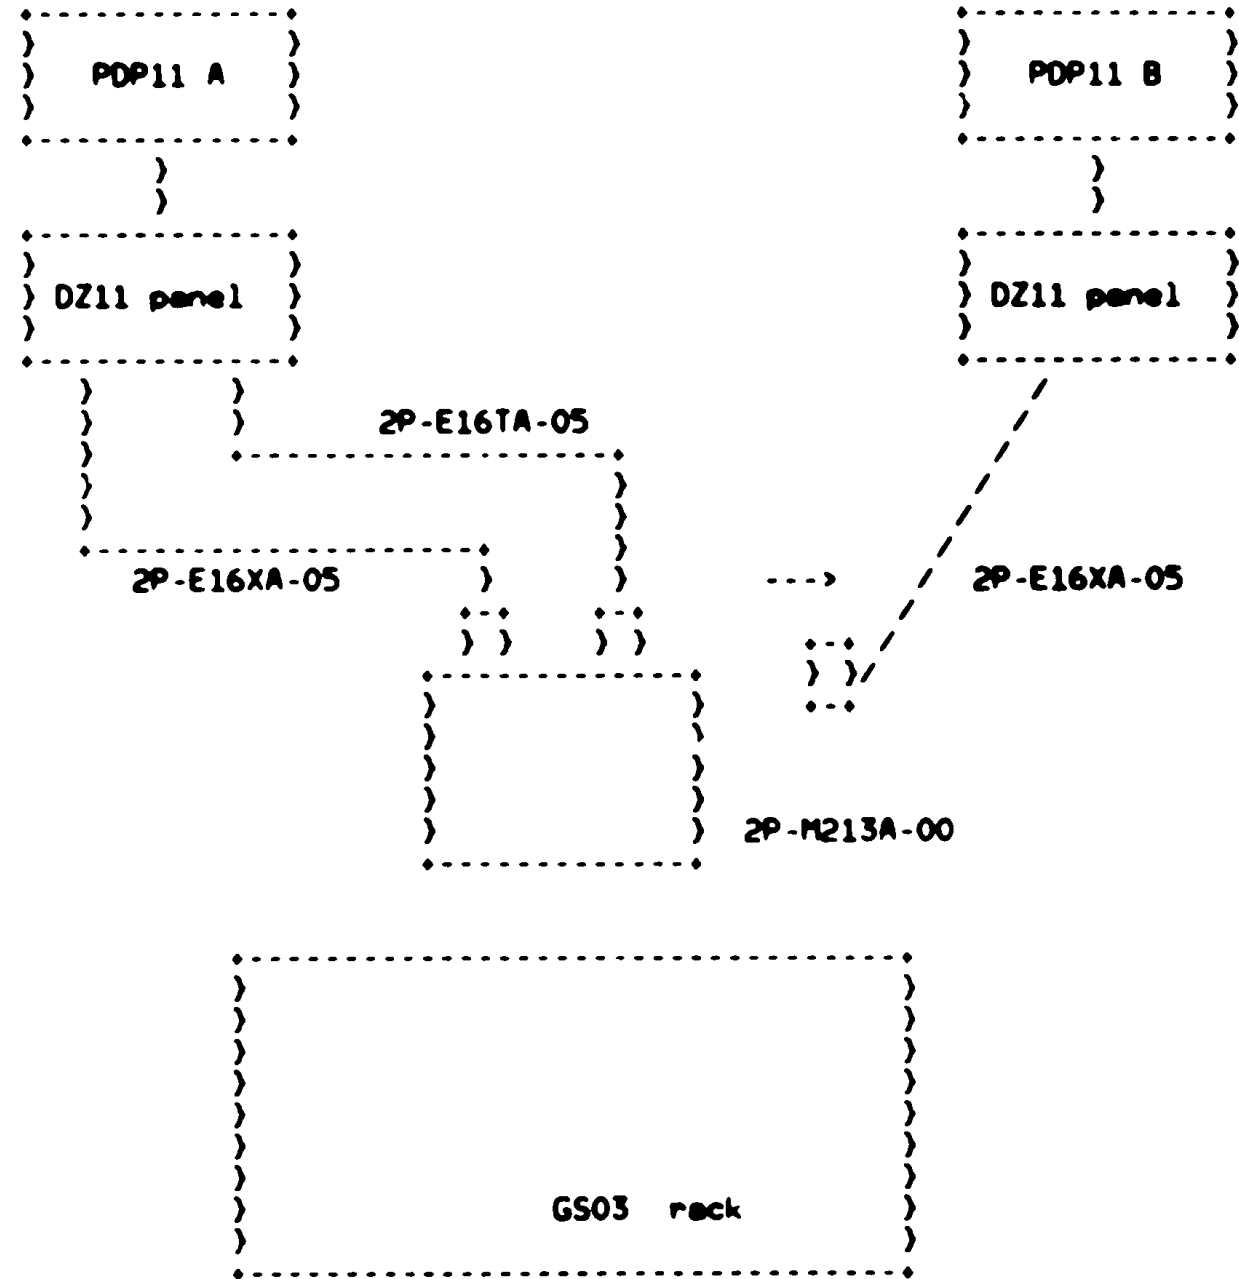 PDP11 A
PDP11 B
DZ11 panel
DZ11 panel
2P-E16TA-05
2P-E16XA-05
2P-E16XA-05
2P-M213A-00
GS03 rack